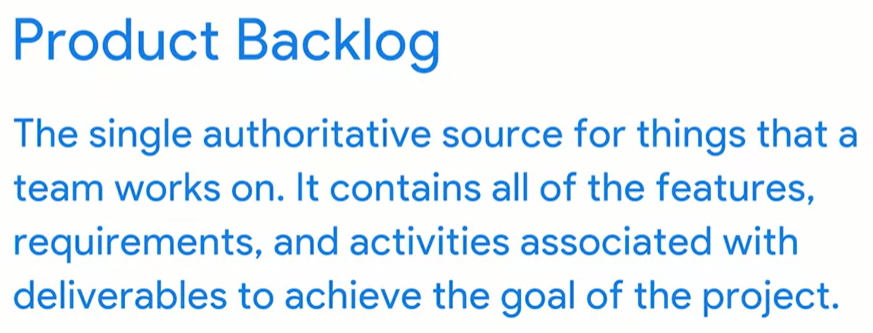 Product Backlog
The single authoritative source for things that a
team works on. It contains all of the features,
requirements, and activities associated with
deliverables to achieve the goal of the project.